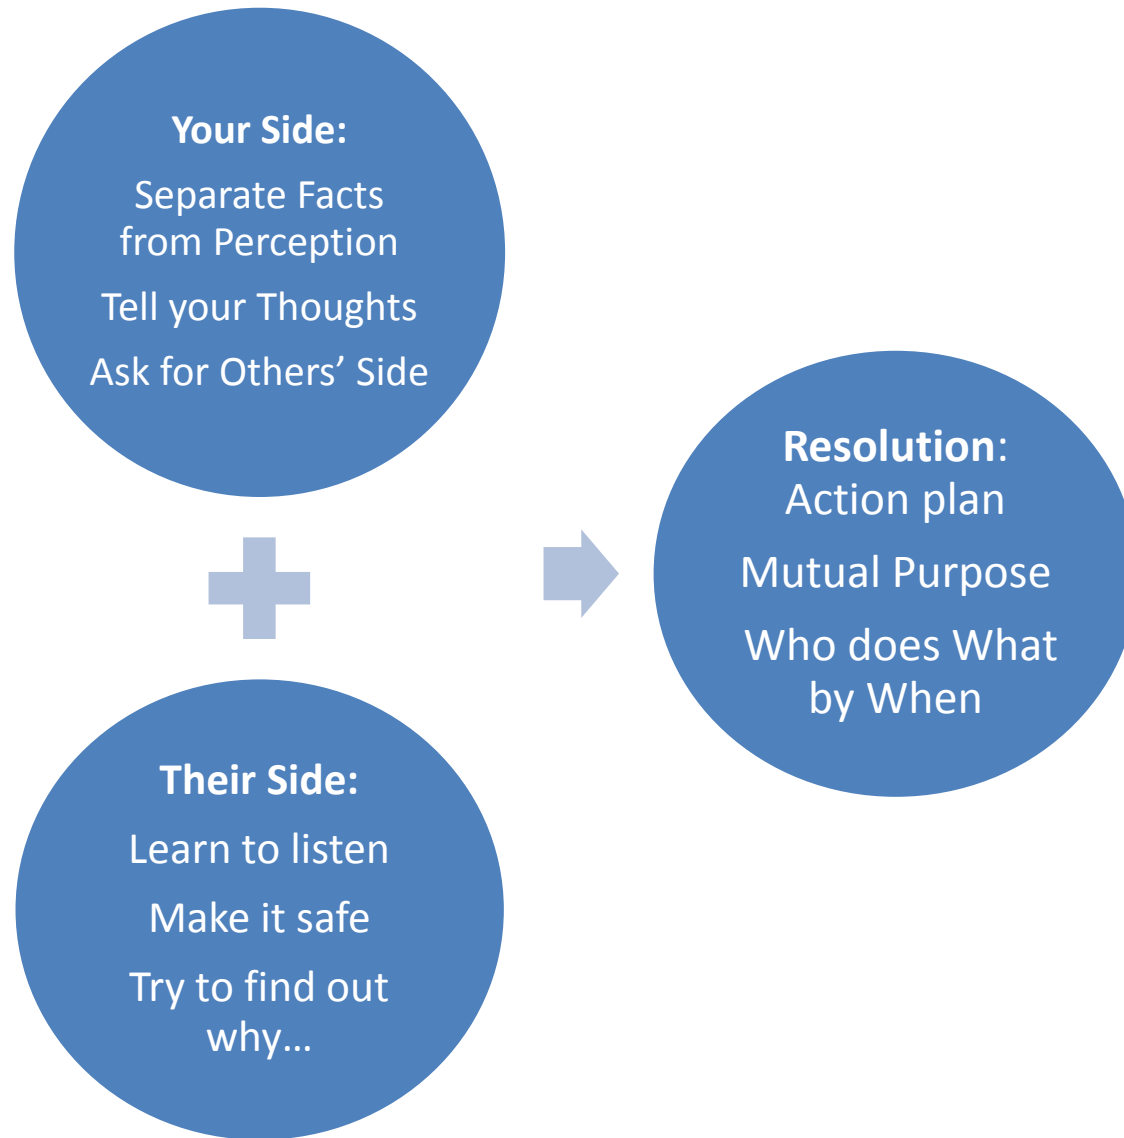 Your Side:
Separate Facts
from Perception
Tell your Thoughts
Ask for Others’ Side
Their Side:
Learn to listen
Make it safe
Try to find out
why…
Resolution:
Action plan
Mutual Purpose
Who does What
by When